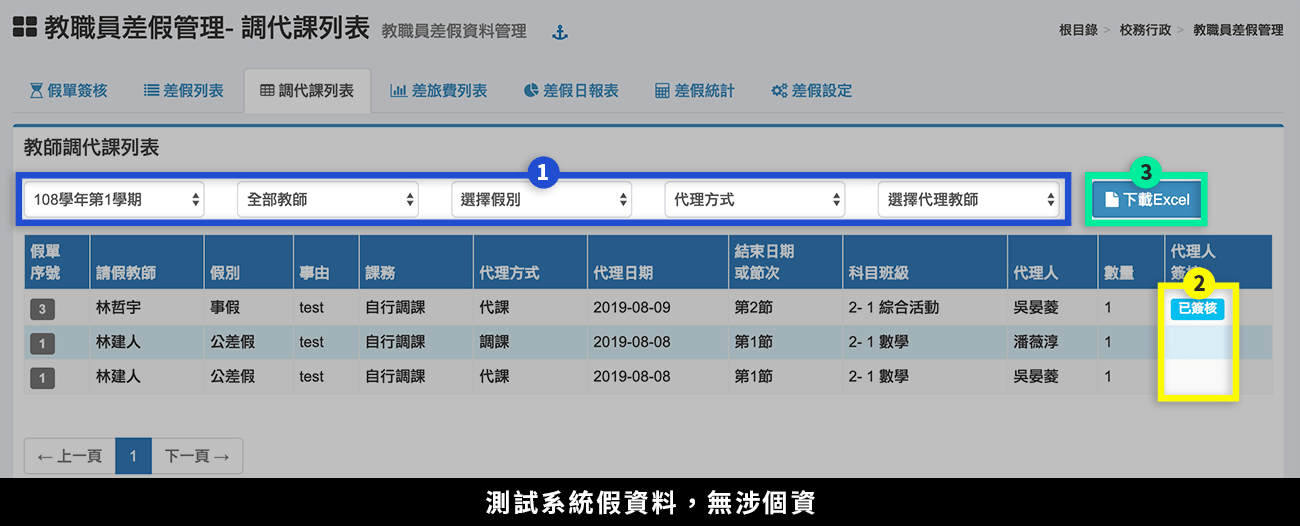 教職員差假管理- 調代課列表 教職員差假資料管理
根目錄 > 校務行政 > 教職員差假管理
假單簽核 差假列表 調代課列表 差旅費列表 差假日報表 差假統計 差假設定
教師調代課列表
1
3
108學年第1學期 全部教師 選擇假別 代理方式 選擇代理教師 下載Excel
假單序號 請假教師 假別 事由 課務 代理方式 代理日期 結束日期或節次 科目班級 代理人 數量 代理人
2
3 林哲宇 事假 test 自行調課 代課 2019-08-09 第2節 2- 1 綜合活動 吳晏菱 1 已簽核
1 林建人 公差假 test 自行調課 調課 2019-08-08 第1節 2- 1 數學 潘薇淳 1
1 林建人 公差假 test 自行調課 代課 2019-08-08 第1節 2- 1 數學 吳晏菱 1
← 上一頁 1 下一頁 →
測試系統假資料，無涉個資